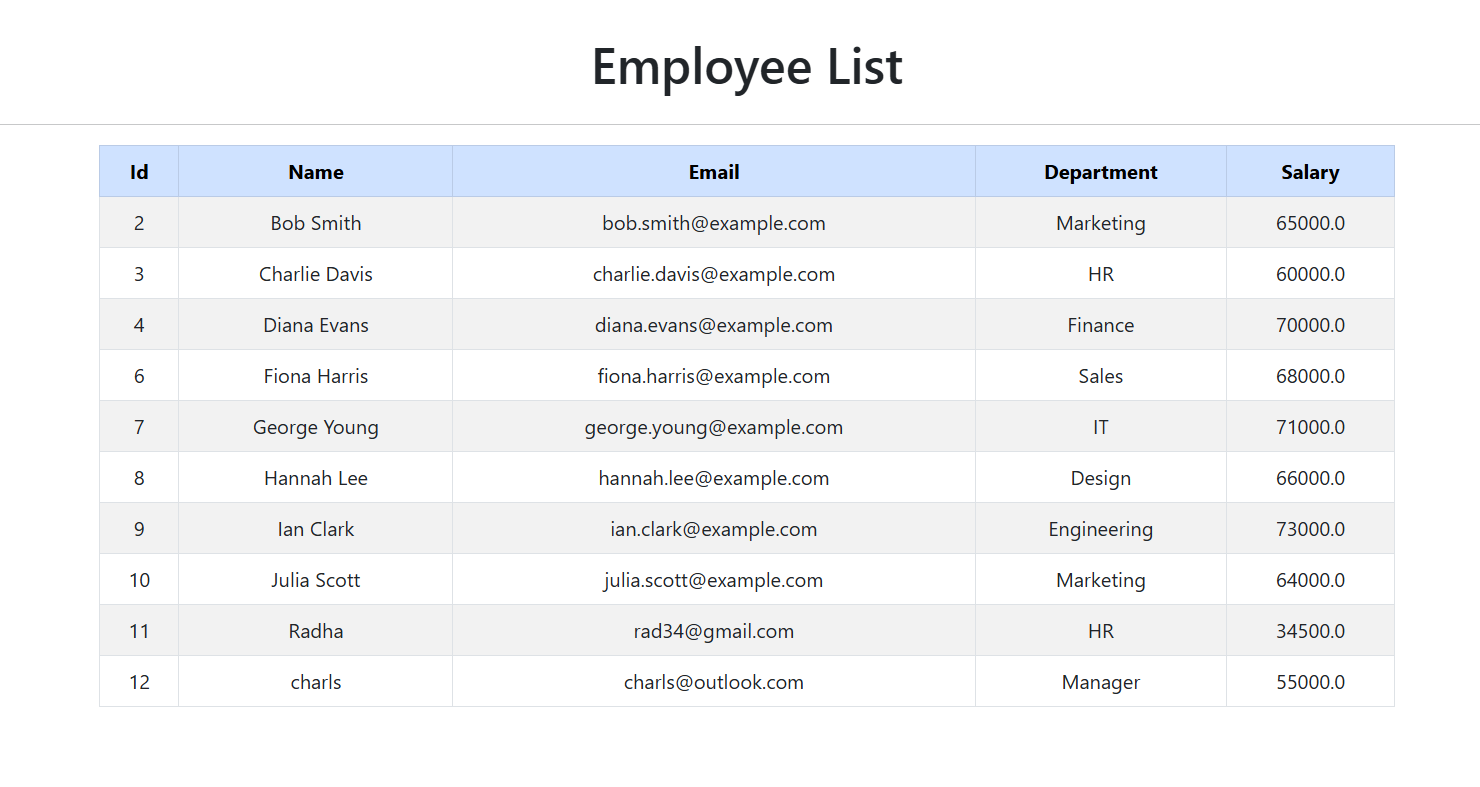 Employee List
Id Name Email Department Salary
2 Bob Smith bob.smith@example.com Marketing 65000.0
3 Charlie Davis charlie.davis@example.com HR 60000.0
4 Diana Evans diana.evans@example.com Finance 70000.0
6 Fiona Harris fiona.harris@example.com Sales 68000.0
7 George Young george.young@example.com IT 71000.0
8 Hannah Lee hannah.lee@example.com Design 66000.0
9 Ian Clark ian.clark@example.com Engineering 73000.0
10 Julia Scott julia.scott@example.com Marketing 64000.0
11 Radha rad34@gmail.com HR 34500.0
12 charls charls@outlook.com Manager 55000.0